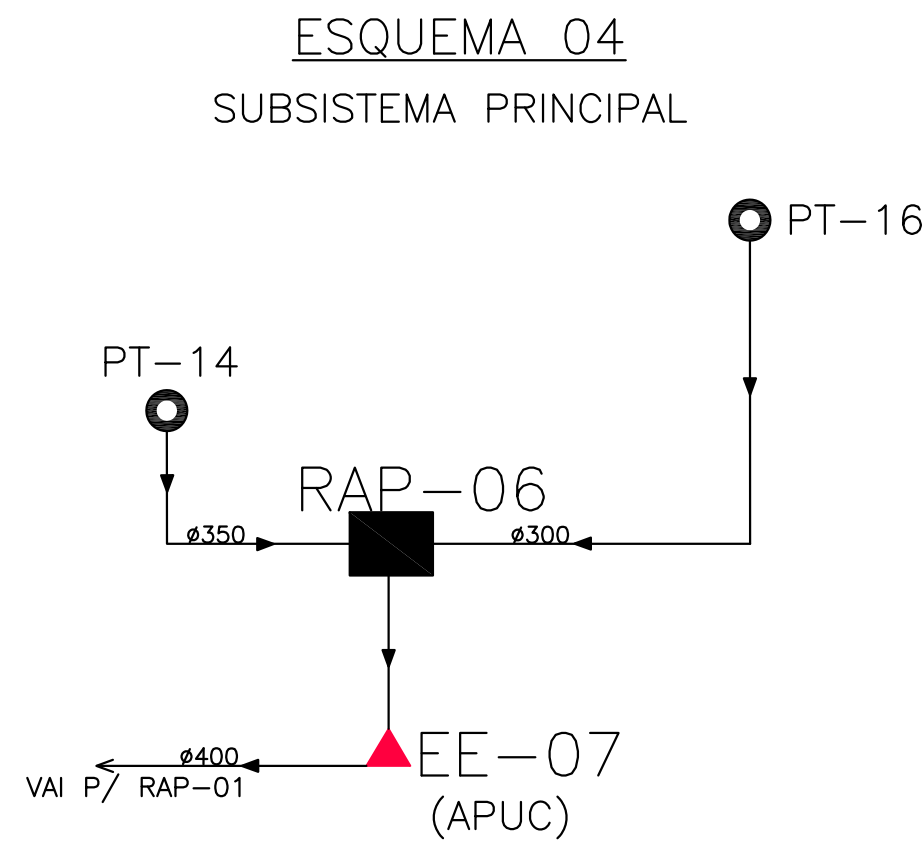 ESQUEMA 04
SUBSISTEMA PRINCIPAL
PT-16
PT-14
RAP-06
ø350
ø300
EE-07
(APUC)
ø400
VAI P/ RAP-01